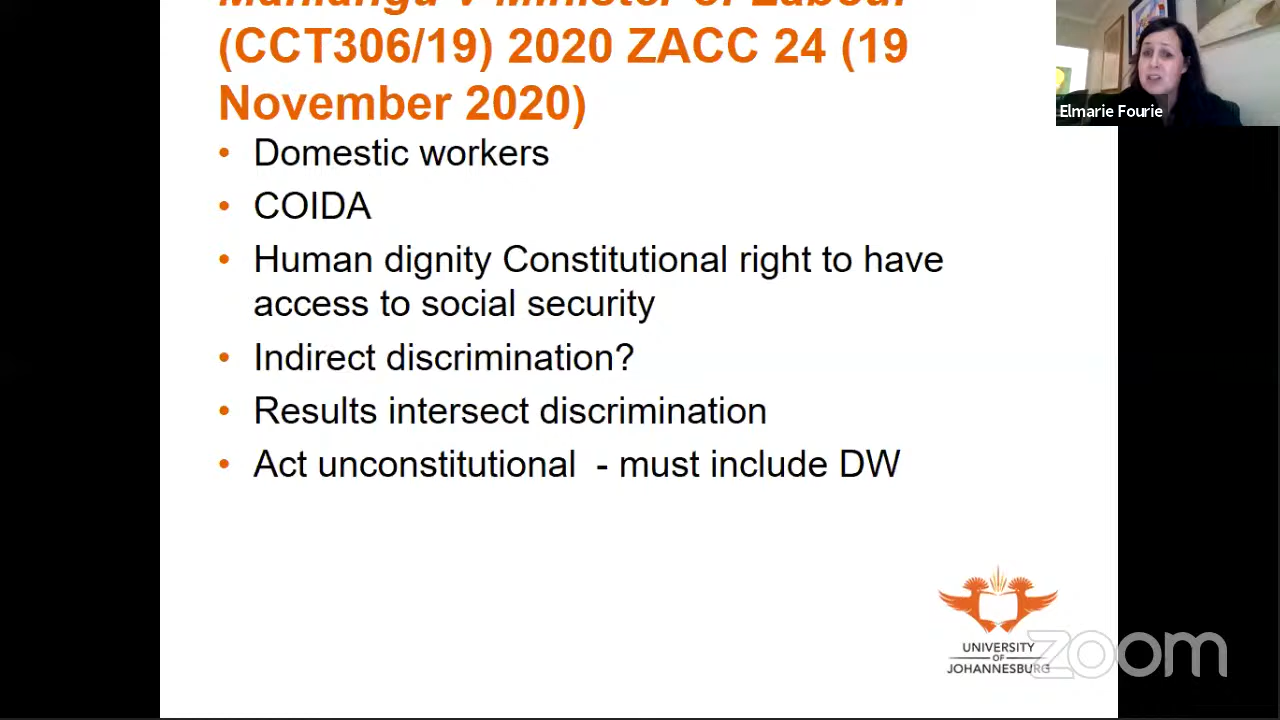 (CCT306/19) 2020 ZACC 24 (19
November 2020)
• Domestic workers
• COIDA
• Human dignity Constitutional right to have
access to social security
• Indirect discrimination?
• Results intersect discrimination
• Act unconstitutional - must include DW
Elmarie Fourie
UNIVERSITY
OF
JOHANNESBURG
zoom